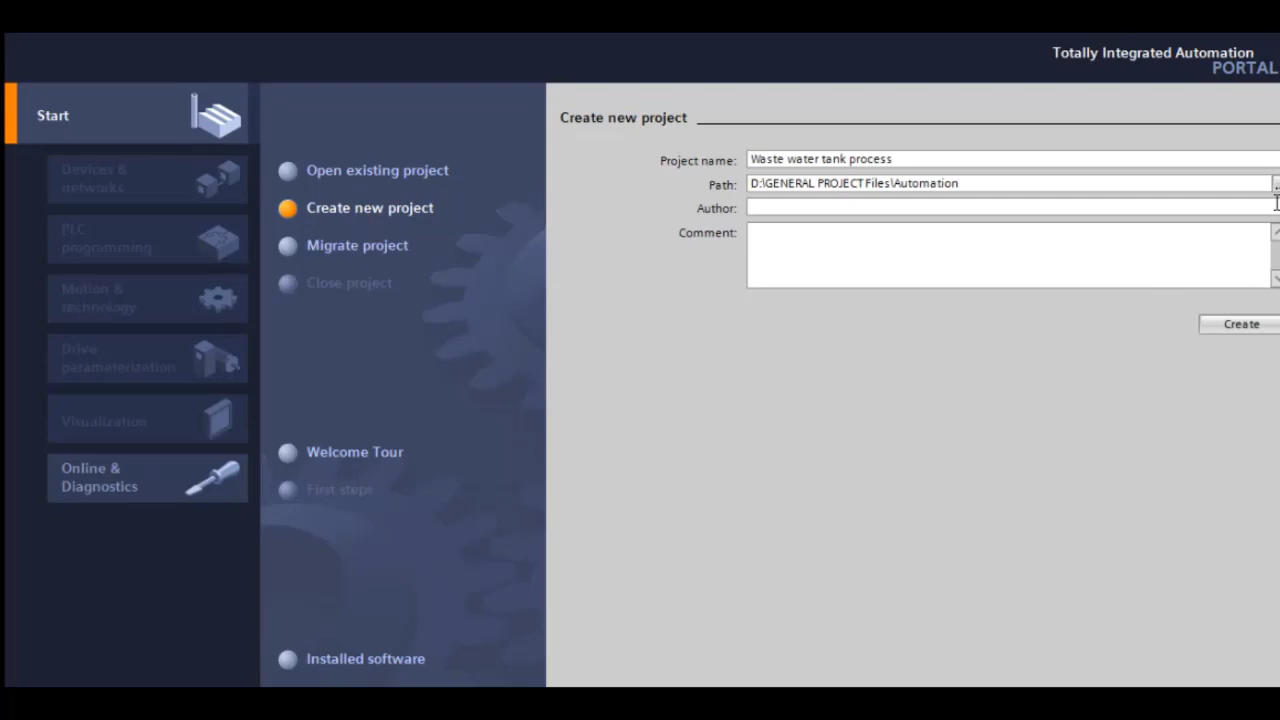 Totally Integrated Automation
PORTAL
Start
Devices &
networks
PLC
programming
Motion &
technology
Drive
parameterization
Visualization
Online &
Diagnostics
Open existing project
Create new project
Migrate project
Close project
Welcome Tour
First steps
Installed software
Create new project
Project name: Waste water tank process
Path: D:\GENERAL PROJECT Files\Automation
Author:
Comment:
Create